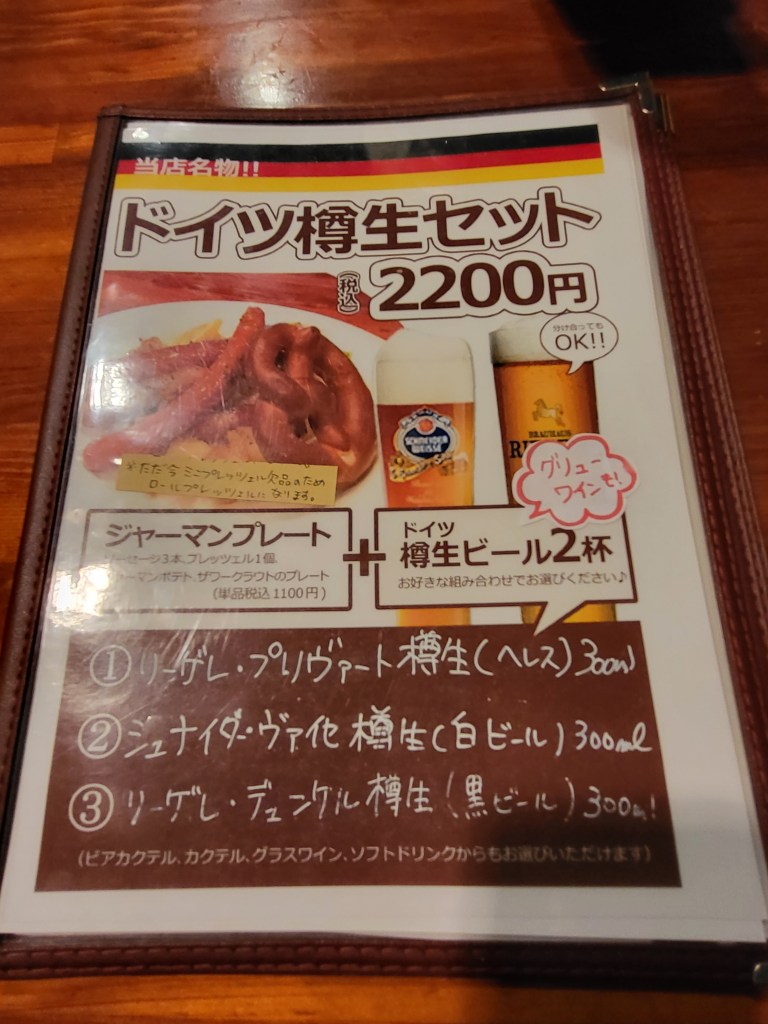 当店名物!!
ドイツ樽生セット
(税込)
2200円
分け合っても
OK!!
SCHNEIDER
WEISSE
BRAUHAUS
グリュー
ワインも!
※ただ今ミニプレッツェル欠品のため
ロールプレッツェルになります。
ジャーマンプレート
ーセージ3本、プレッツェル1個、
ャーマンポテト、ザワークラウトのプレート
(単品税込1100円)
+
ドイツ
樽生ビール2杯
お好きな組み合わせでお選びください♪
① リーゲレ・プリヴァート樽生(ヘレス)300ml
② シュナイダー・ヴァイセ 樽生(白ビール)300ml
③ リーゲレ・デュンケル樽生(黒ビール)300ml
(ビアカクテル、カクテル、グラスワイン、ソフトドリンクからもお選びいただけます)